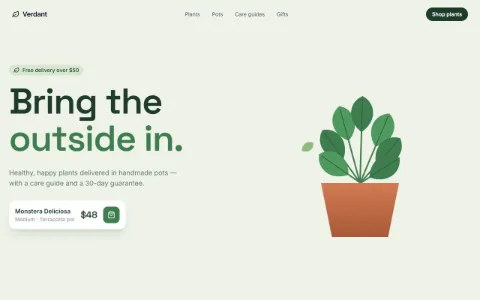 Verdant
Plants
Pots
Care guides
Gifts
Shop plants
Free delivery over $50
Bring the
outside in.
Healthy, happy plants delivered in handmade pots —
with a care guide and a 30-day guarantee.
Monstera Deliciosa
Medium · Terracotta pot
$48